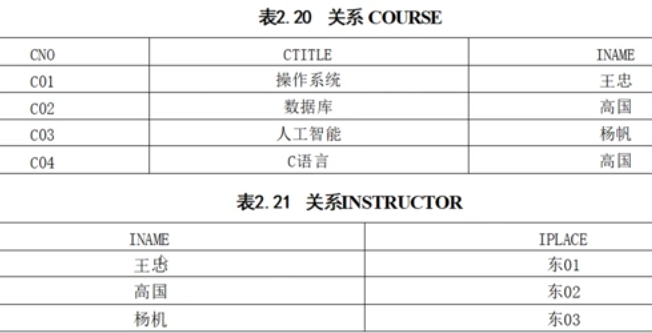 表2.20 关系 COURSE
CNO CTITLE INAME
C01 操作系统 王忠
C02 数据库 高国
C03 人工智能 杨帆
C04 C语言 高国
表2.21 关系INSTRUCTOR
INAME IPLACE
王忠 东01
高国 东02
杨机 东03